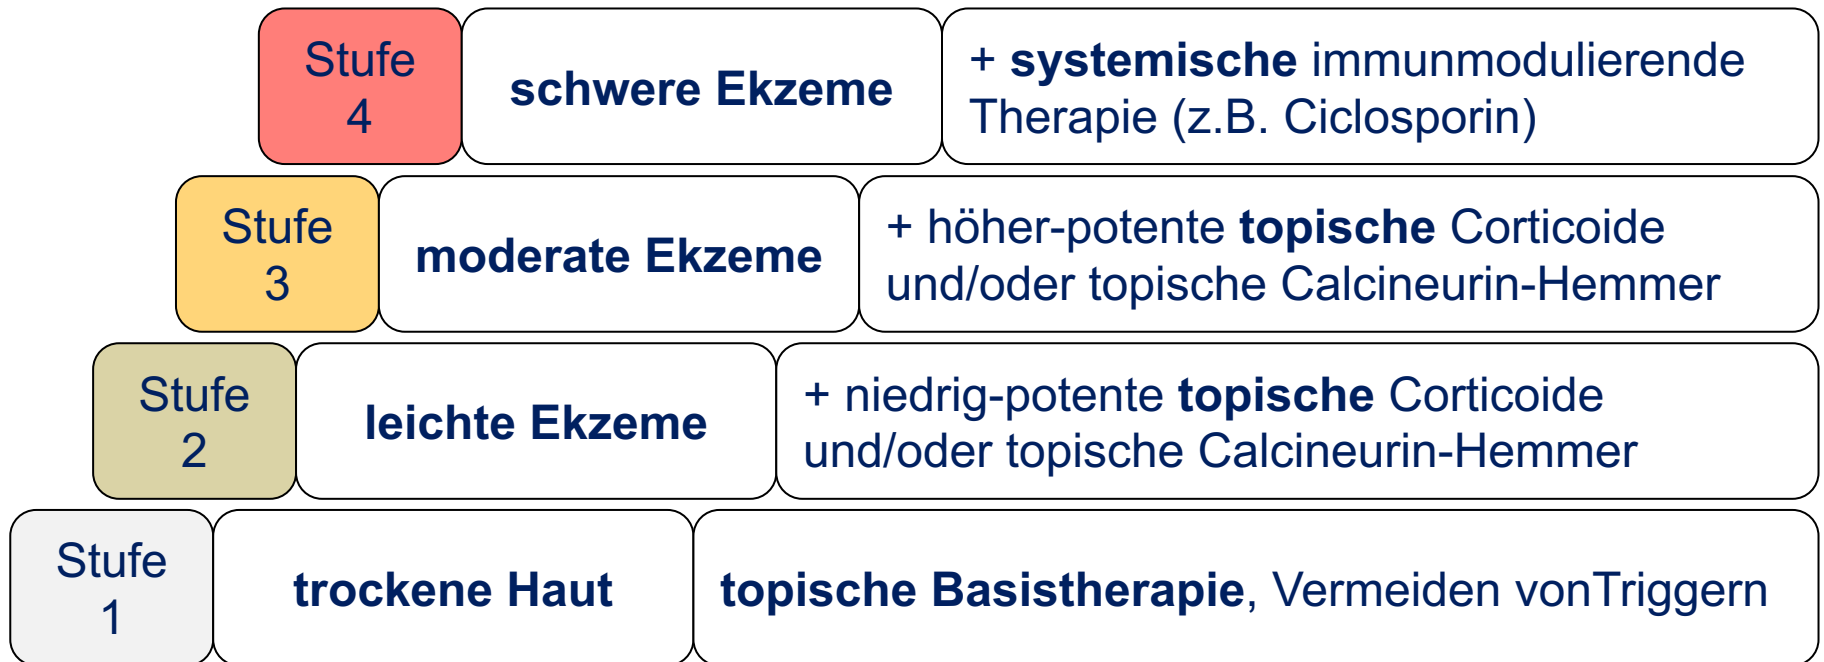 Stufe
4
schwere Ekzeme
+ systemische immunmodulierende
Therapie (z.B. Ciclosporin)
Stufe
3
moderate Ekzeme
+ höher-potente topische Corticoide
und/oder topische Calcineurin-Hemmer
Stufe
2
leichte Ekzeme
+ niedrig-potente topische Corticoide
und/oder topische Calcineurin-Hemmer
Stufe
1
trockene Haut
topische Basistherapie, Vermeiden vonTriggern